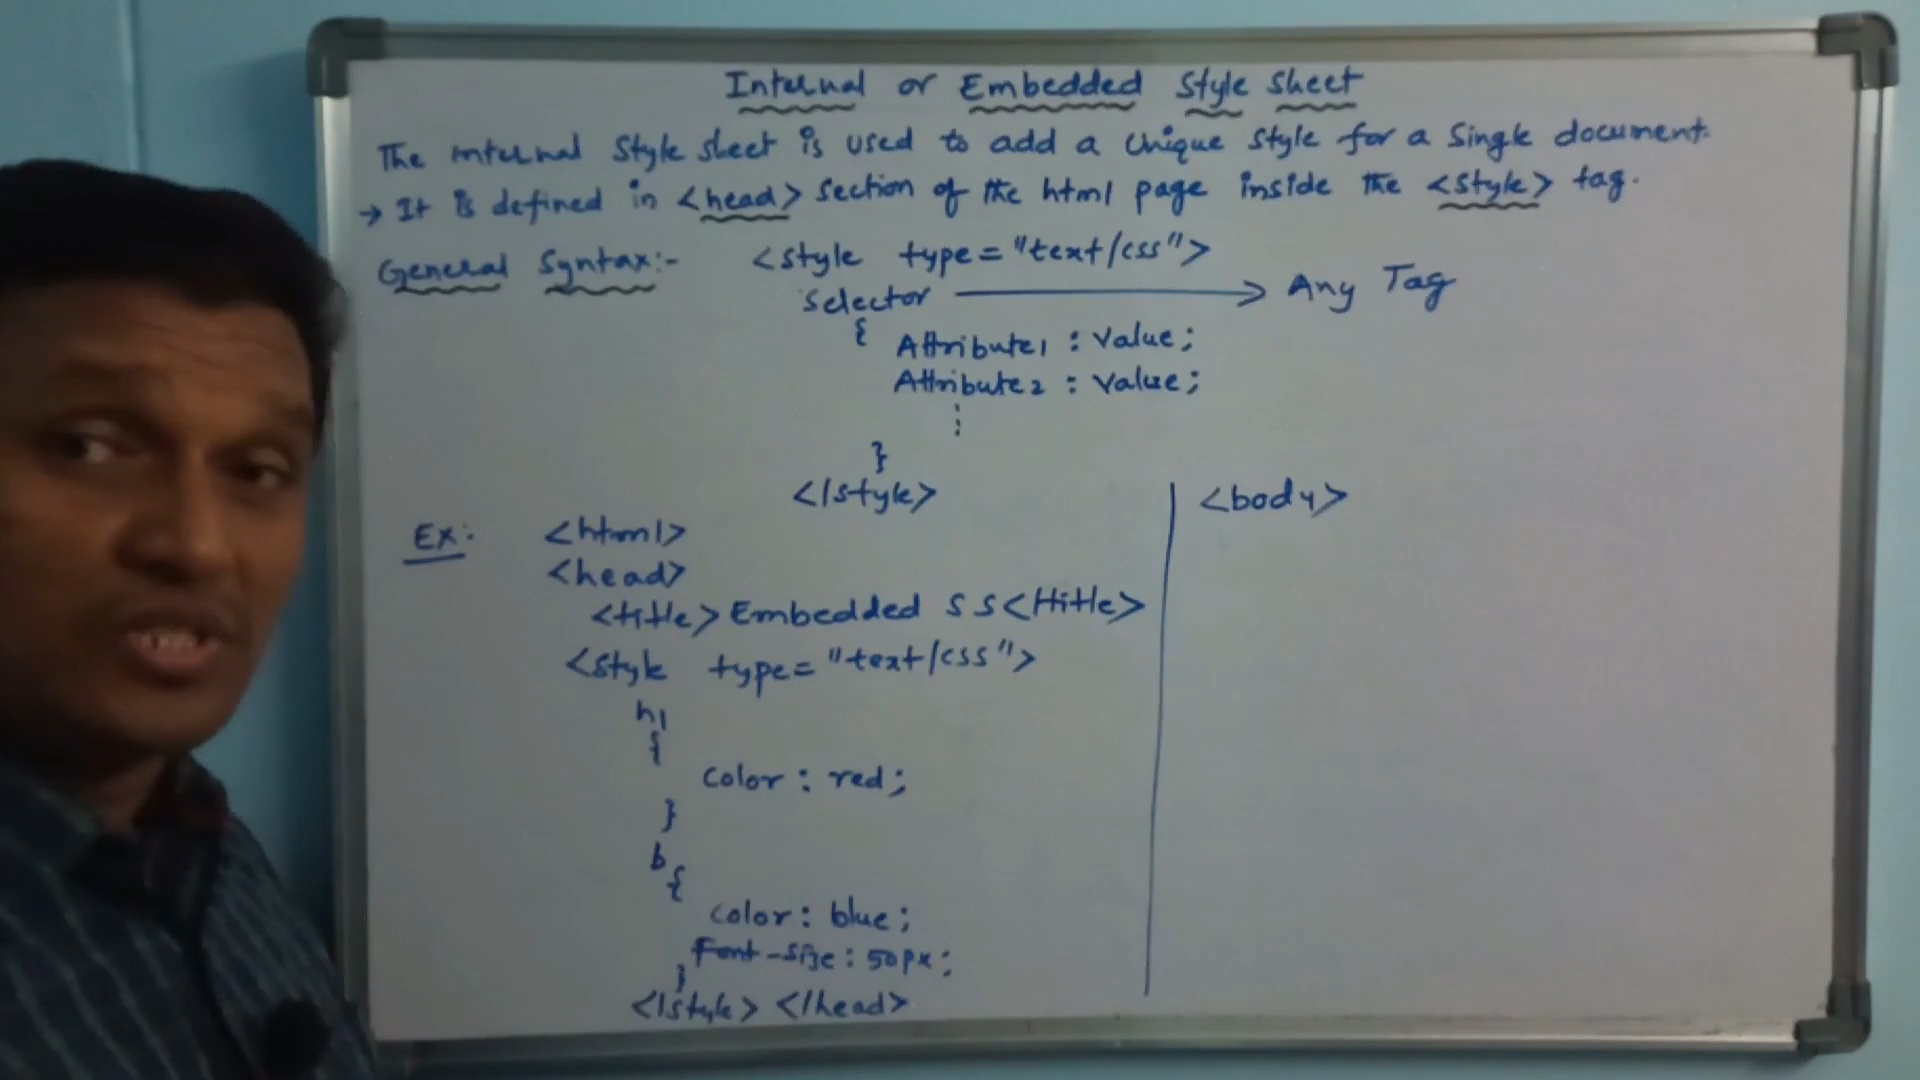 Internal or Embedded Style Sheet
The internal Style sheet is used to add a Unique Style for a Single document.
→ It is defined in <head> section of the html page inside the <style> tag.
General Syntax:- <style type="text/css">
Selector → Any Tag
{
Attribute1 : Value;
Attribute2 : Value;
:
}
</style>
Ex:
<html>
<head>
<title>Embedded SS</title>
<style type="text/css">
h1
{
color: red;
}
b
{
color: blue;
Font-size: 50px;
}
</style> </head>
<body>